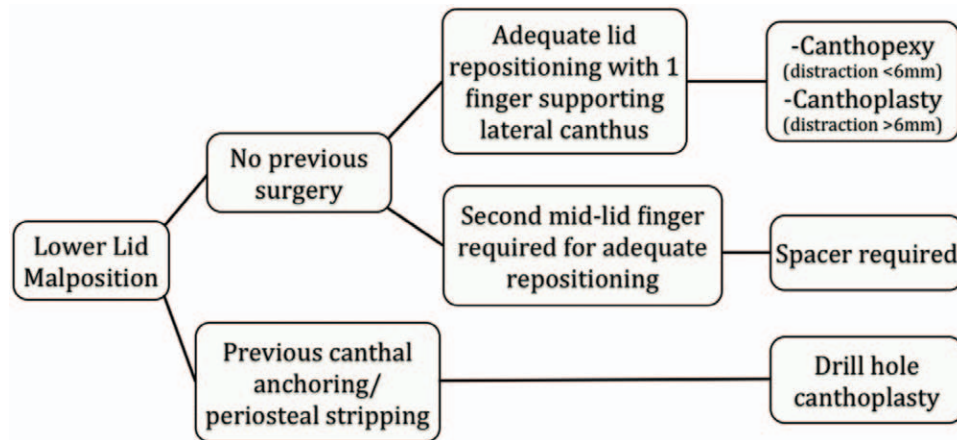 Lower Lid
Malposition
No previous
surgery
Adequate lid
repositioning with 1
finger supporting
lateral canthus
-Canthopexy
(distraction <6mm)
-Canthoplasty
(distraction >6mm)
Second mid-lid finger
required for adequate
repositioning
Spacer required
Previous canthal
anchoring/
periosteal stripping
Drill hole
canthoplasty